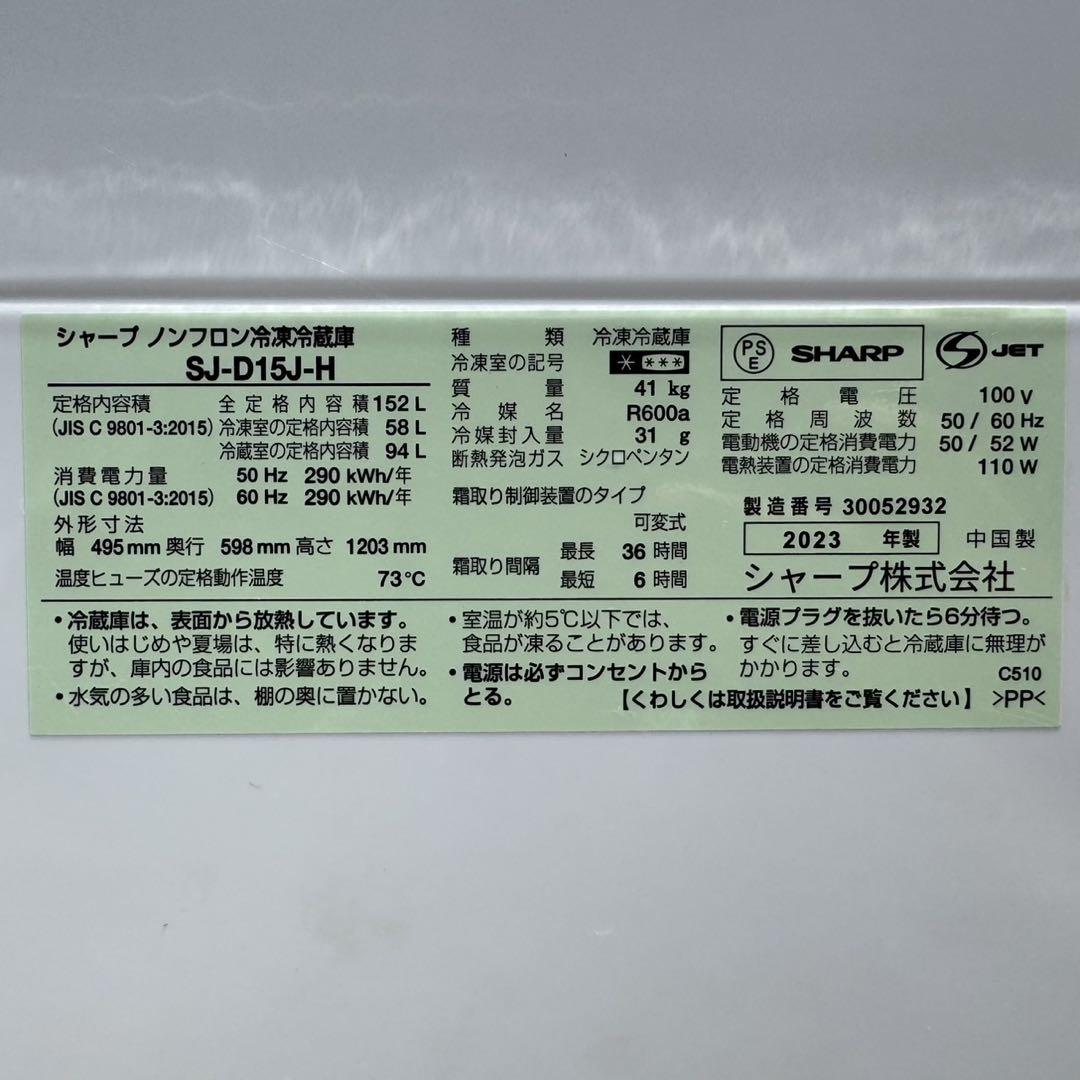 シャープ ノンフロン冷凍冷蔵庫
SJ-D15J-H
定格内容積 全定格内容積 152 L
(JIS C 9801-3:2015) 冷凍室の定格内容積 58 L
冷蔵室の定格内容積 94 L
消費電力量 50 Hz 290 kWh/年
(JIS C 9801-3:2015) 60 Hz 290 kWh/年
外形寸法
幅 495 mm 奥行 598 mm 高さ 1203 mm
温度ヒューズの定格動作温度 73℃
種類 冷凍冷蔵庫
冷凍室の記号 * ***
質量 41 kg
冷媒名 R600a
冷媒封入量 31 g
断熱発泡ガス シクロペンタン
霜取り制御装置のタイプ
可変式
霜取り間隔 最長 36 時間
最短 6 時間
PSE SHARP JET
定格電圧 100 V
定格周波数 50 / 60 Hz
電動機の定格消費電力 50 / 52 W
電熱装置の定格消費電力 110 W
製造番号 30052932
2023 年製 中国製
シャープ株式会社
・冷蔵庫は、表面から放熱しています。
使いはじめや夏場は、特に熱くなりま
すが、庫内の食品には影響ありません。
・水気の多い食品は、棚の奥に置かない。
・室温が約5℃以下では、
食品が凍ることがあります。
・電源は必ずコンセントから
とる。
・電源プラグを抜いたら6分待つ。
すぐに差し込むと冷蔵庫に無理が
かかります。 C510
【くわしくは取扱説明書をご覧ください】 >PP<